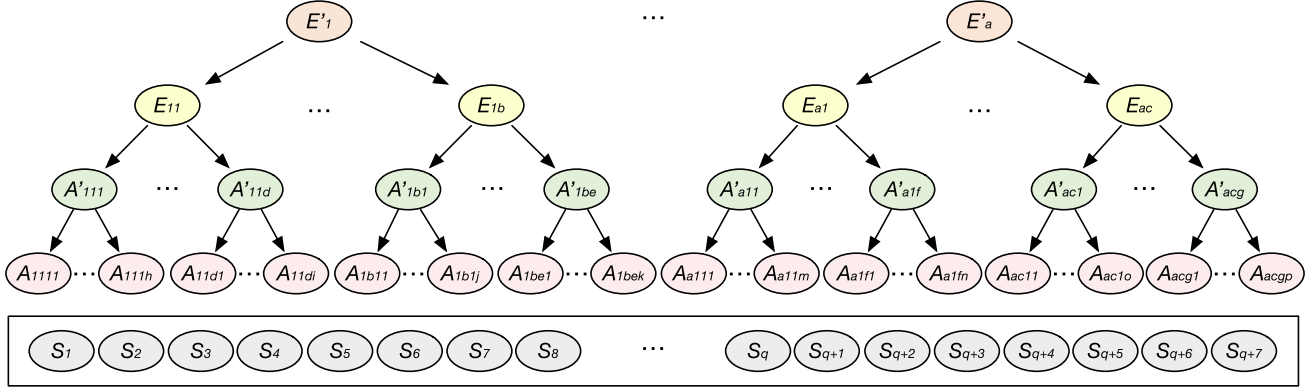 E'1 ... E'a
E11 ... E1b Ea1 ... Eac
A'111 ... A'11d A'1b1 ... A'1be A'a11 ... A'a1f A'ac1 ... A'acg
A1111 ... A111h A11d1 ... A11di A1b11 ... A1b1j A1be1 ... A1bek Aa111 ... Aa11m Aa1f1 ... Aa1fn Aac11 ... Aac1o Aacg1 ... Aacgp
S1 S2 S3 S4 S5 S6 S7 S8 ... Sq Sq+1 Sq+2 Sq+3 Sq+4 Sq+5 Sq+6 Sq+7